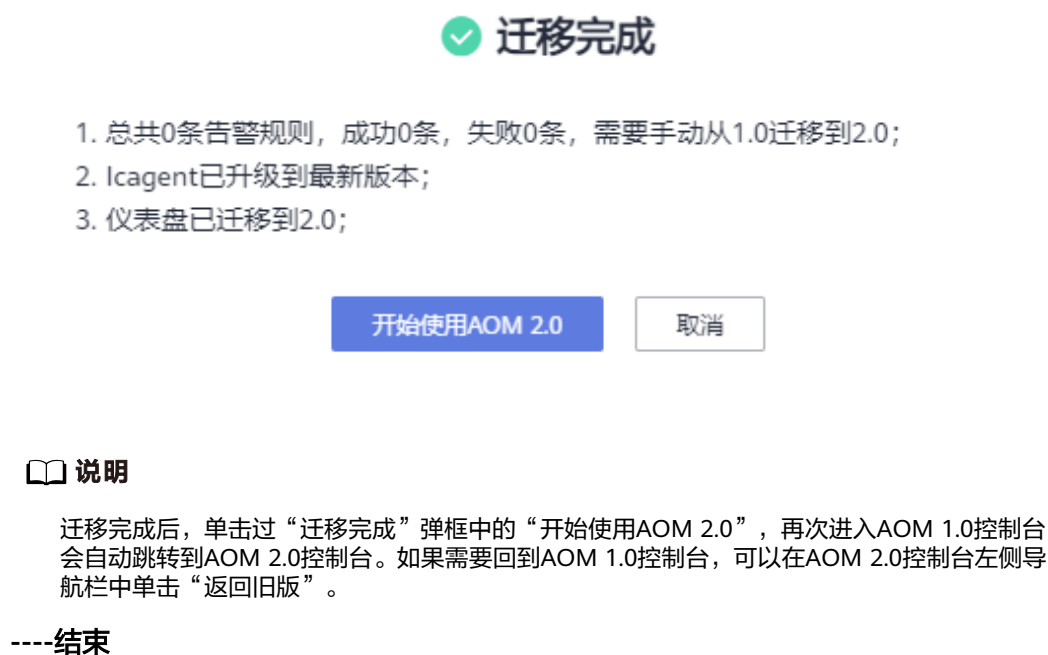 迁移完成
1. 总共0条告警规则，成功0条，失败0条，需要手动从1.0迁移到2.0；
2. Icagent已升级到最新版本；
3. 仪表盘已迁移到2.0；
开始使用AOM 2.0
取消
说明
迁移完成后，单击过“迁移完成”弹框中的“开始使用AOM 2.0”，再次进入AOM 1.0控制台
会自动跳转到AOM 2.0控制台。如果需要回到AOM 1.0控制台，可以在AOM 2.0控制台左侧导
航栏中单击“返回旧版”。
----结束